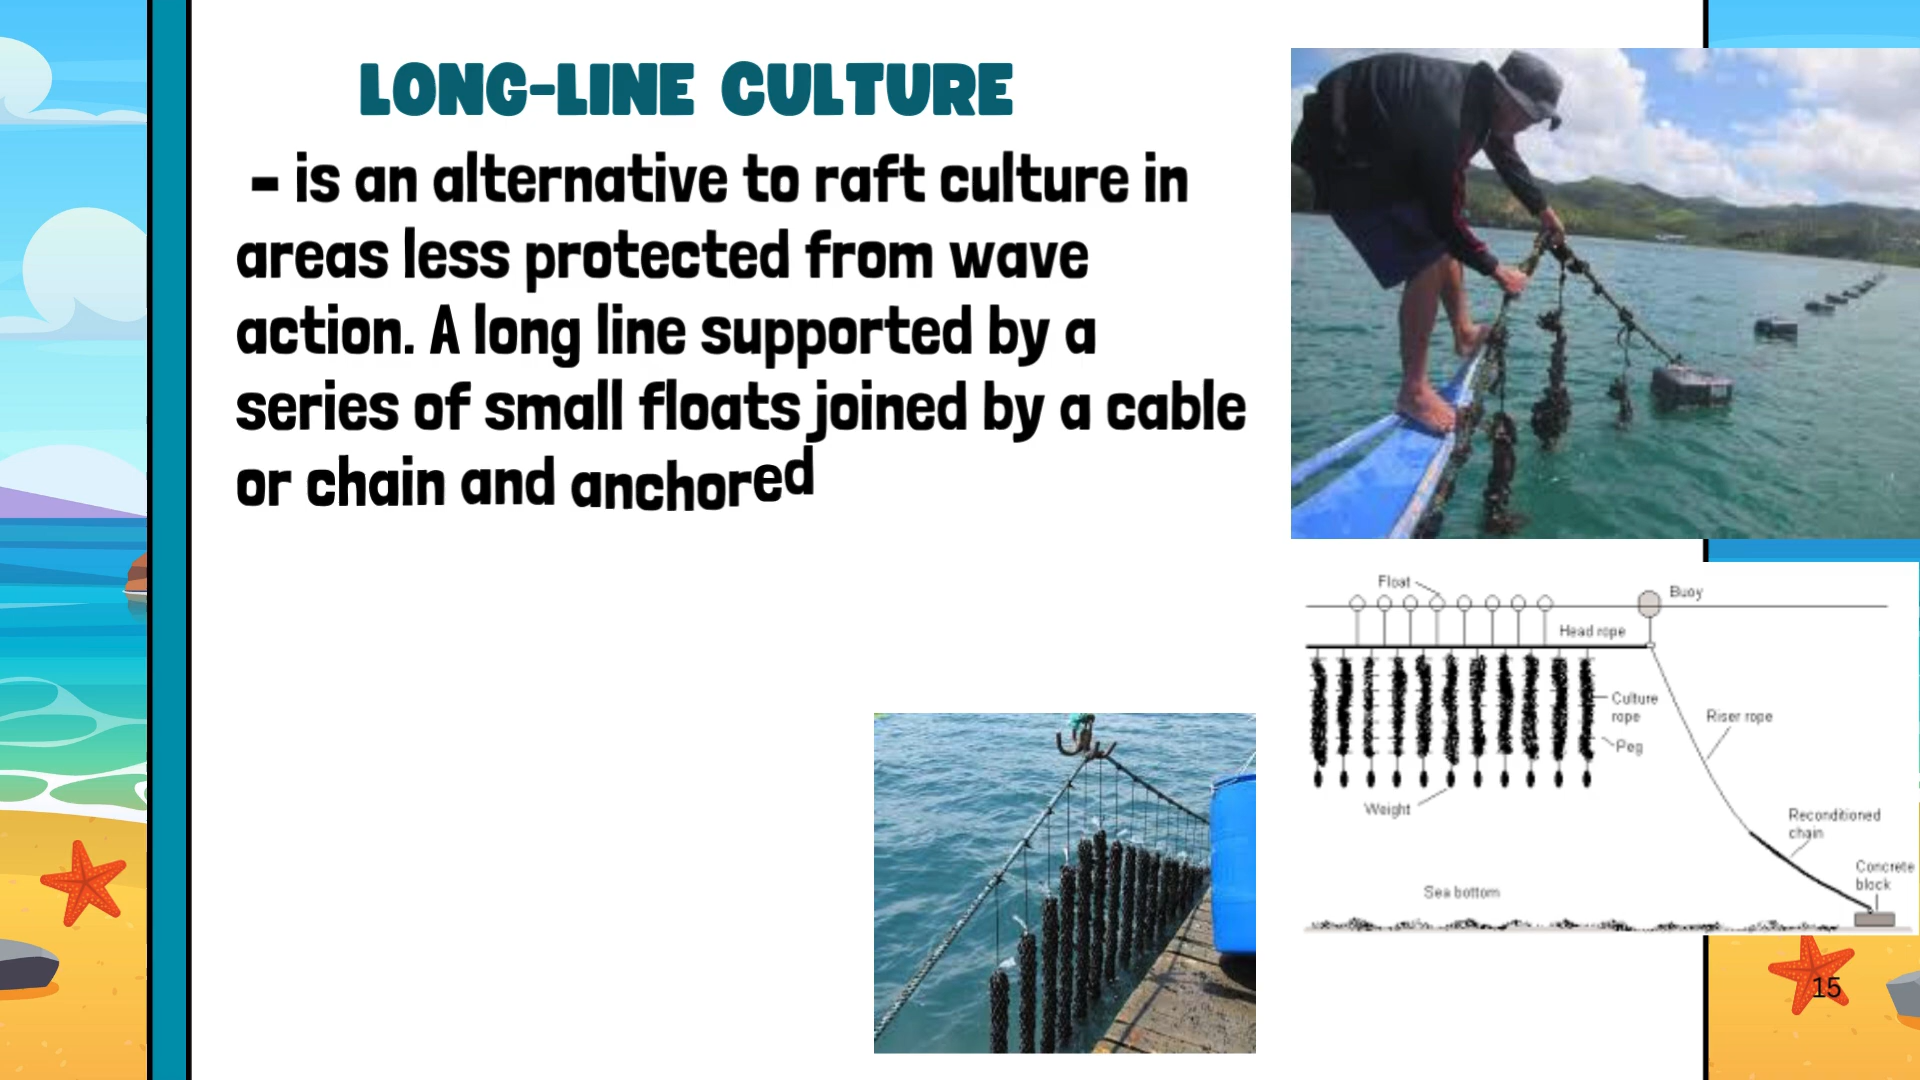 LONG-LINE CULTURE
- is an alternative to raft culture in
areas less protected from wave
action. A long line supported by a
series of small floats joined by a cable
or chain and anchored
Float
Buoy
Head rope
Culture
rope
Riser rope
Peg
Weight
Reconditioned
chain
Concrete
block
Sea bottom
15